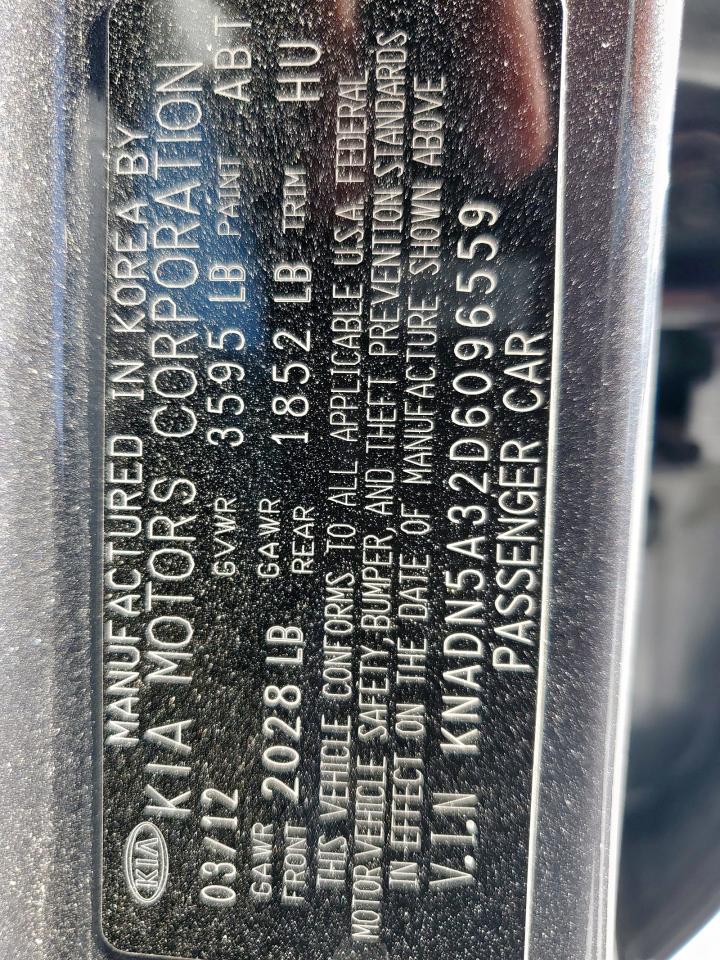 MANUFACTURED IN KOREA BY
KIA KIA MOTORS CORPORATION
03/12 GVWR 3595 LB PAINT ABT
GAWR FRONT 2028 LB GAWR REAR 1852 LB TRIM HU
THIS VEHICLE CONFORMS TO ALL APPLICABLE U.S.A. FEDERAL
MOTOR VEHICLE SAFETY, BUMPER, AND THEFT PREVENTION STANDARDS
IN EFFECT ON THE DATE OF MANUFACTURE SHOWN ABOVE
V.I.N KNADN5A32D6096559
PASSENGER CAR